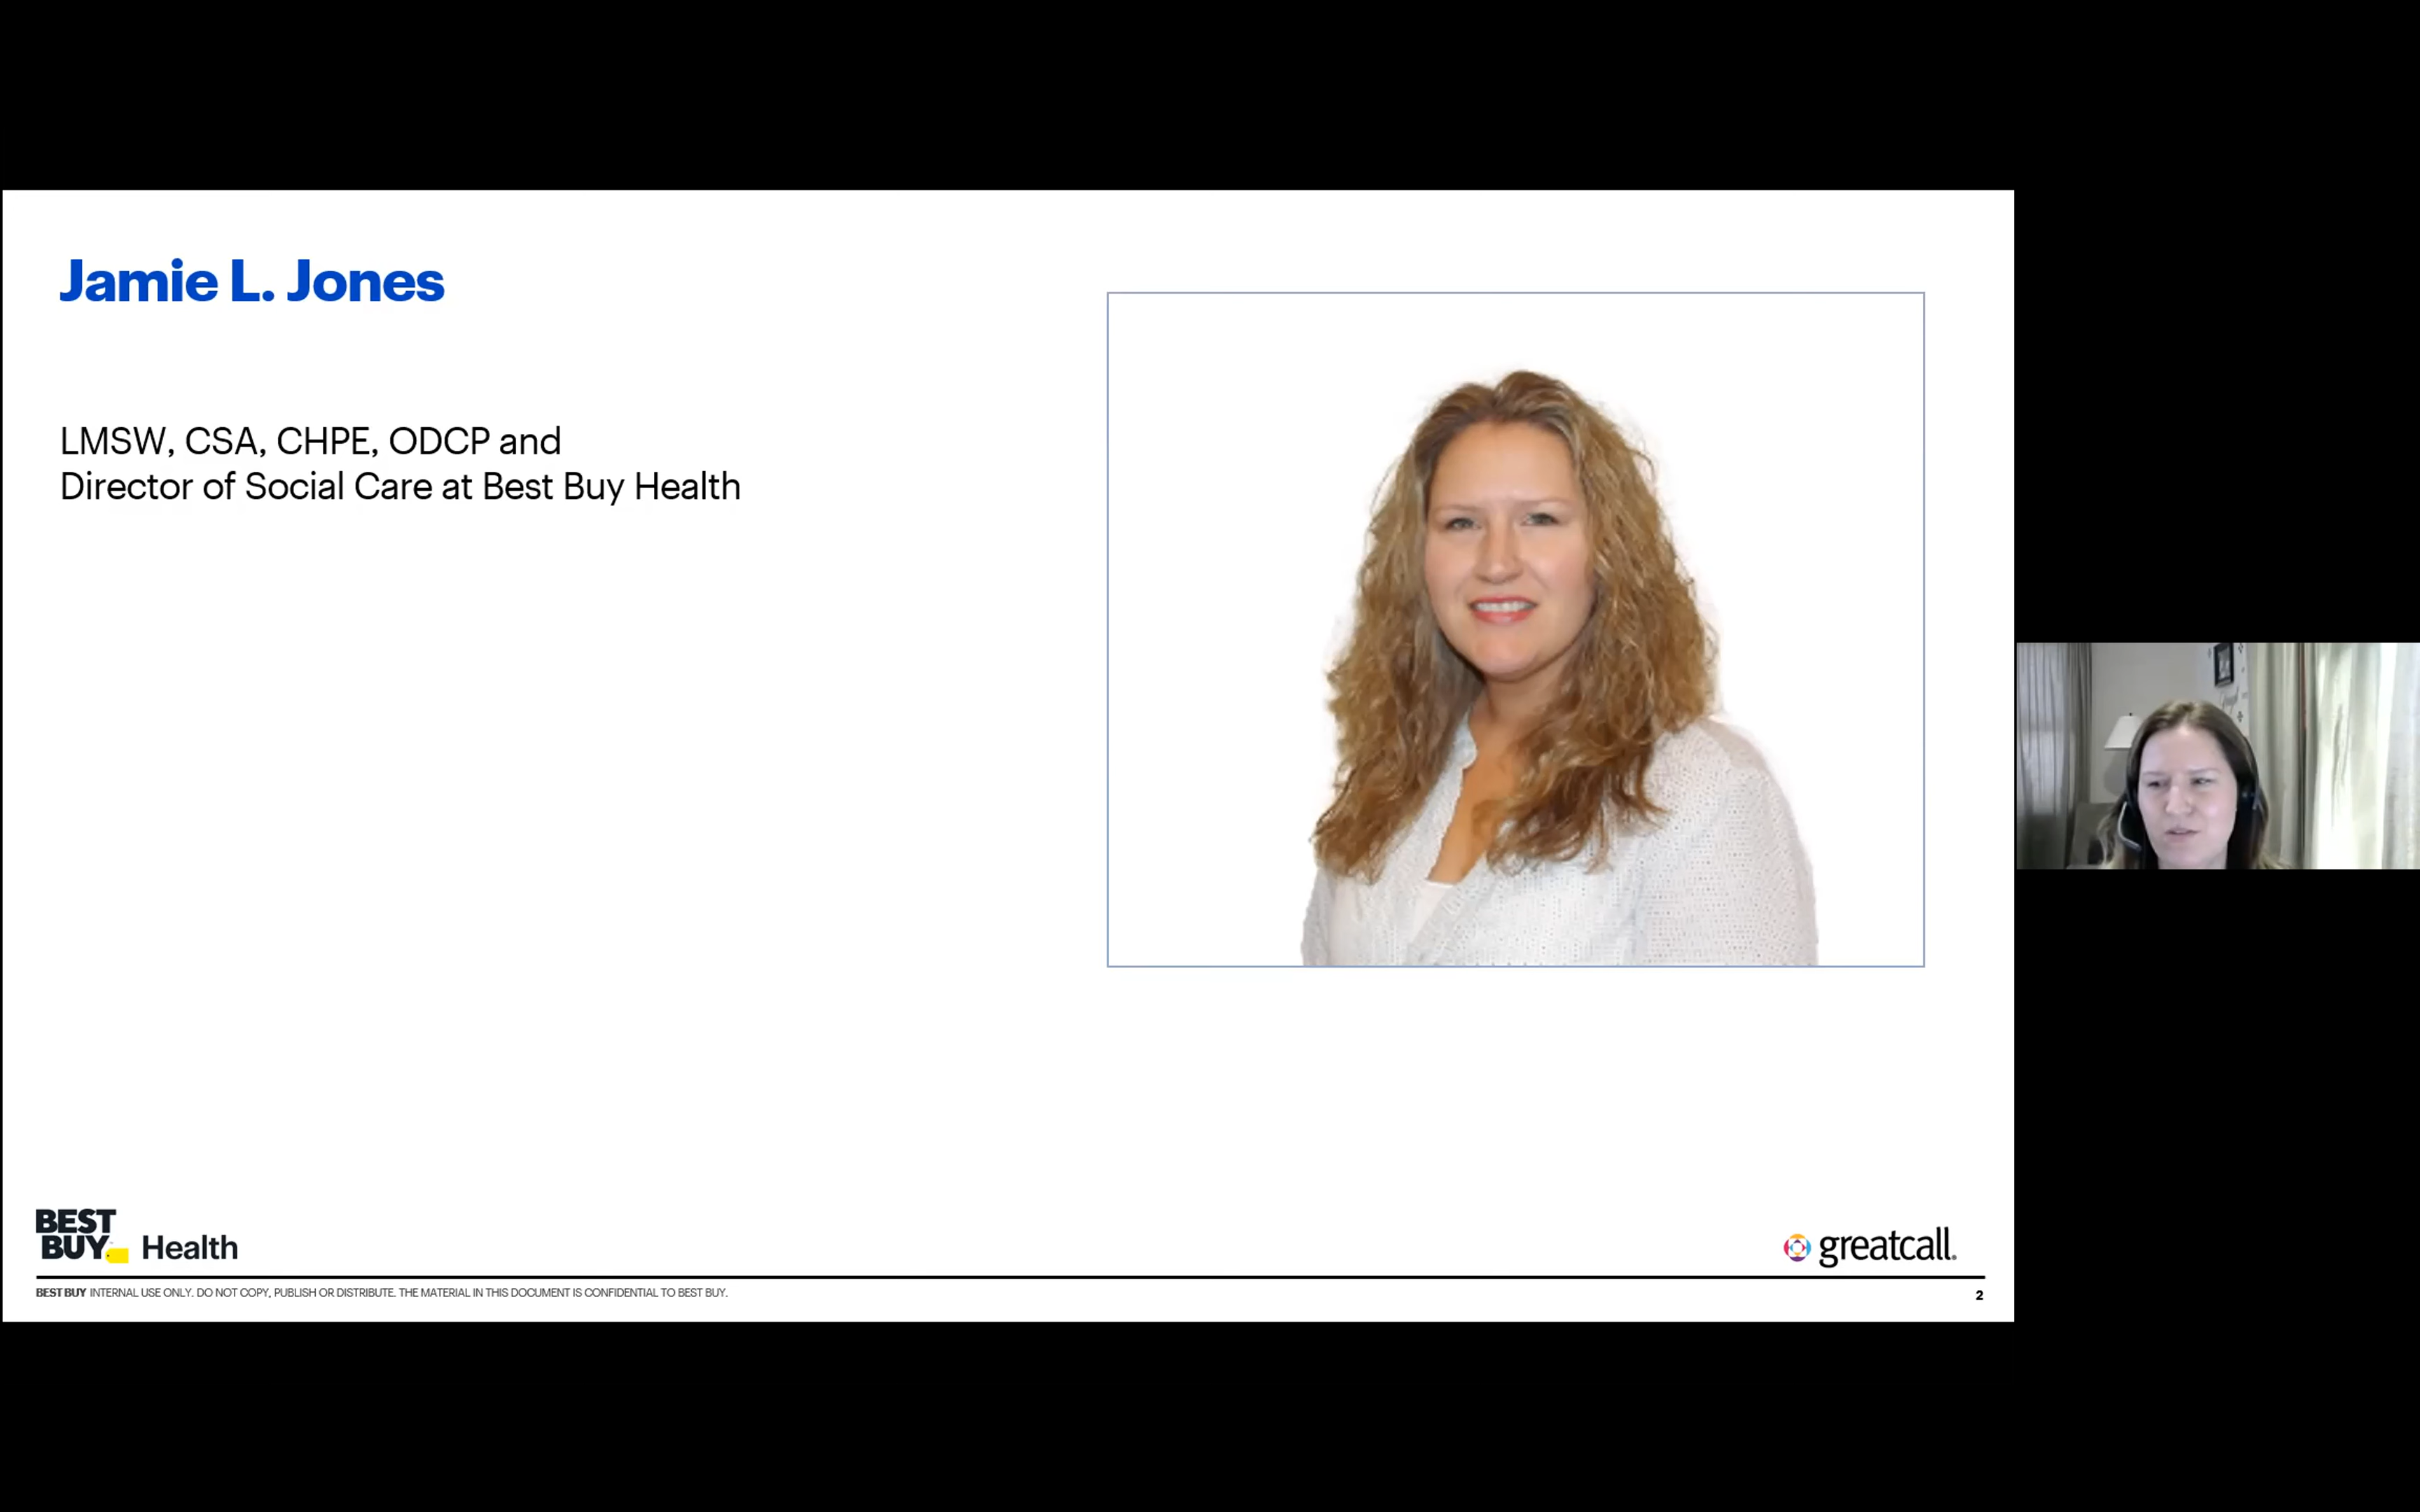 Jamie L. Jones
LMSW, CSA, CHPE, ODCP and
Director of Social Care at Best Buy Health
BEST
BUY Health
greatcall.
BEST BUY INTERNAL USE ONLY. DO NOT COPY, PUBLISH OR DISTRIBUTE. THE MATERIAL IN THIS DOCUMENT IS CONFIDENTIAL TO BEST BUY.
2